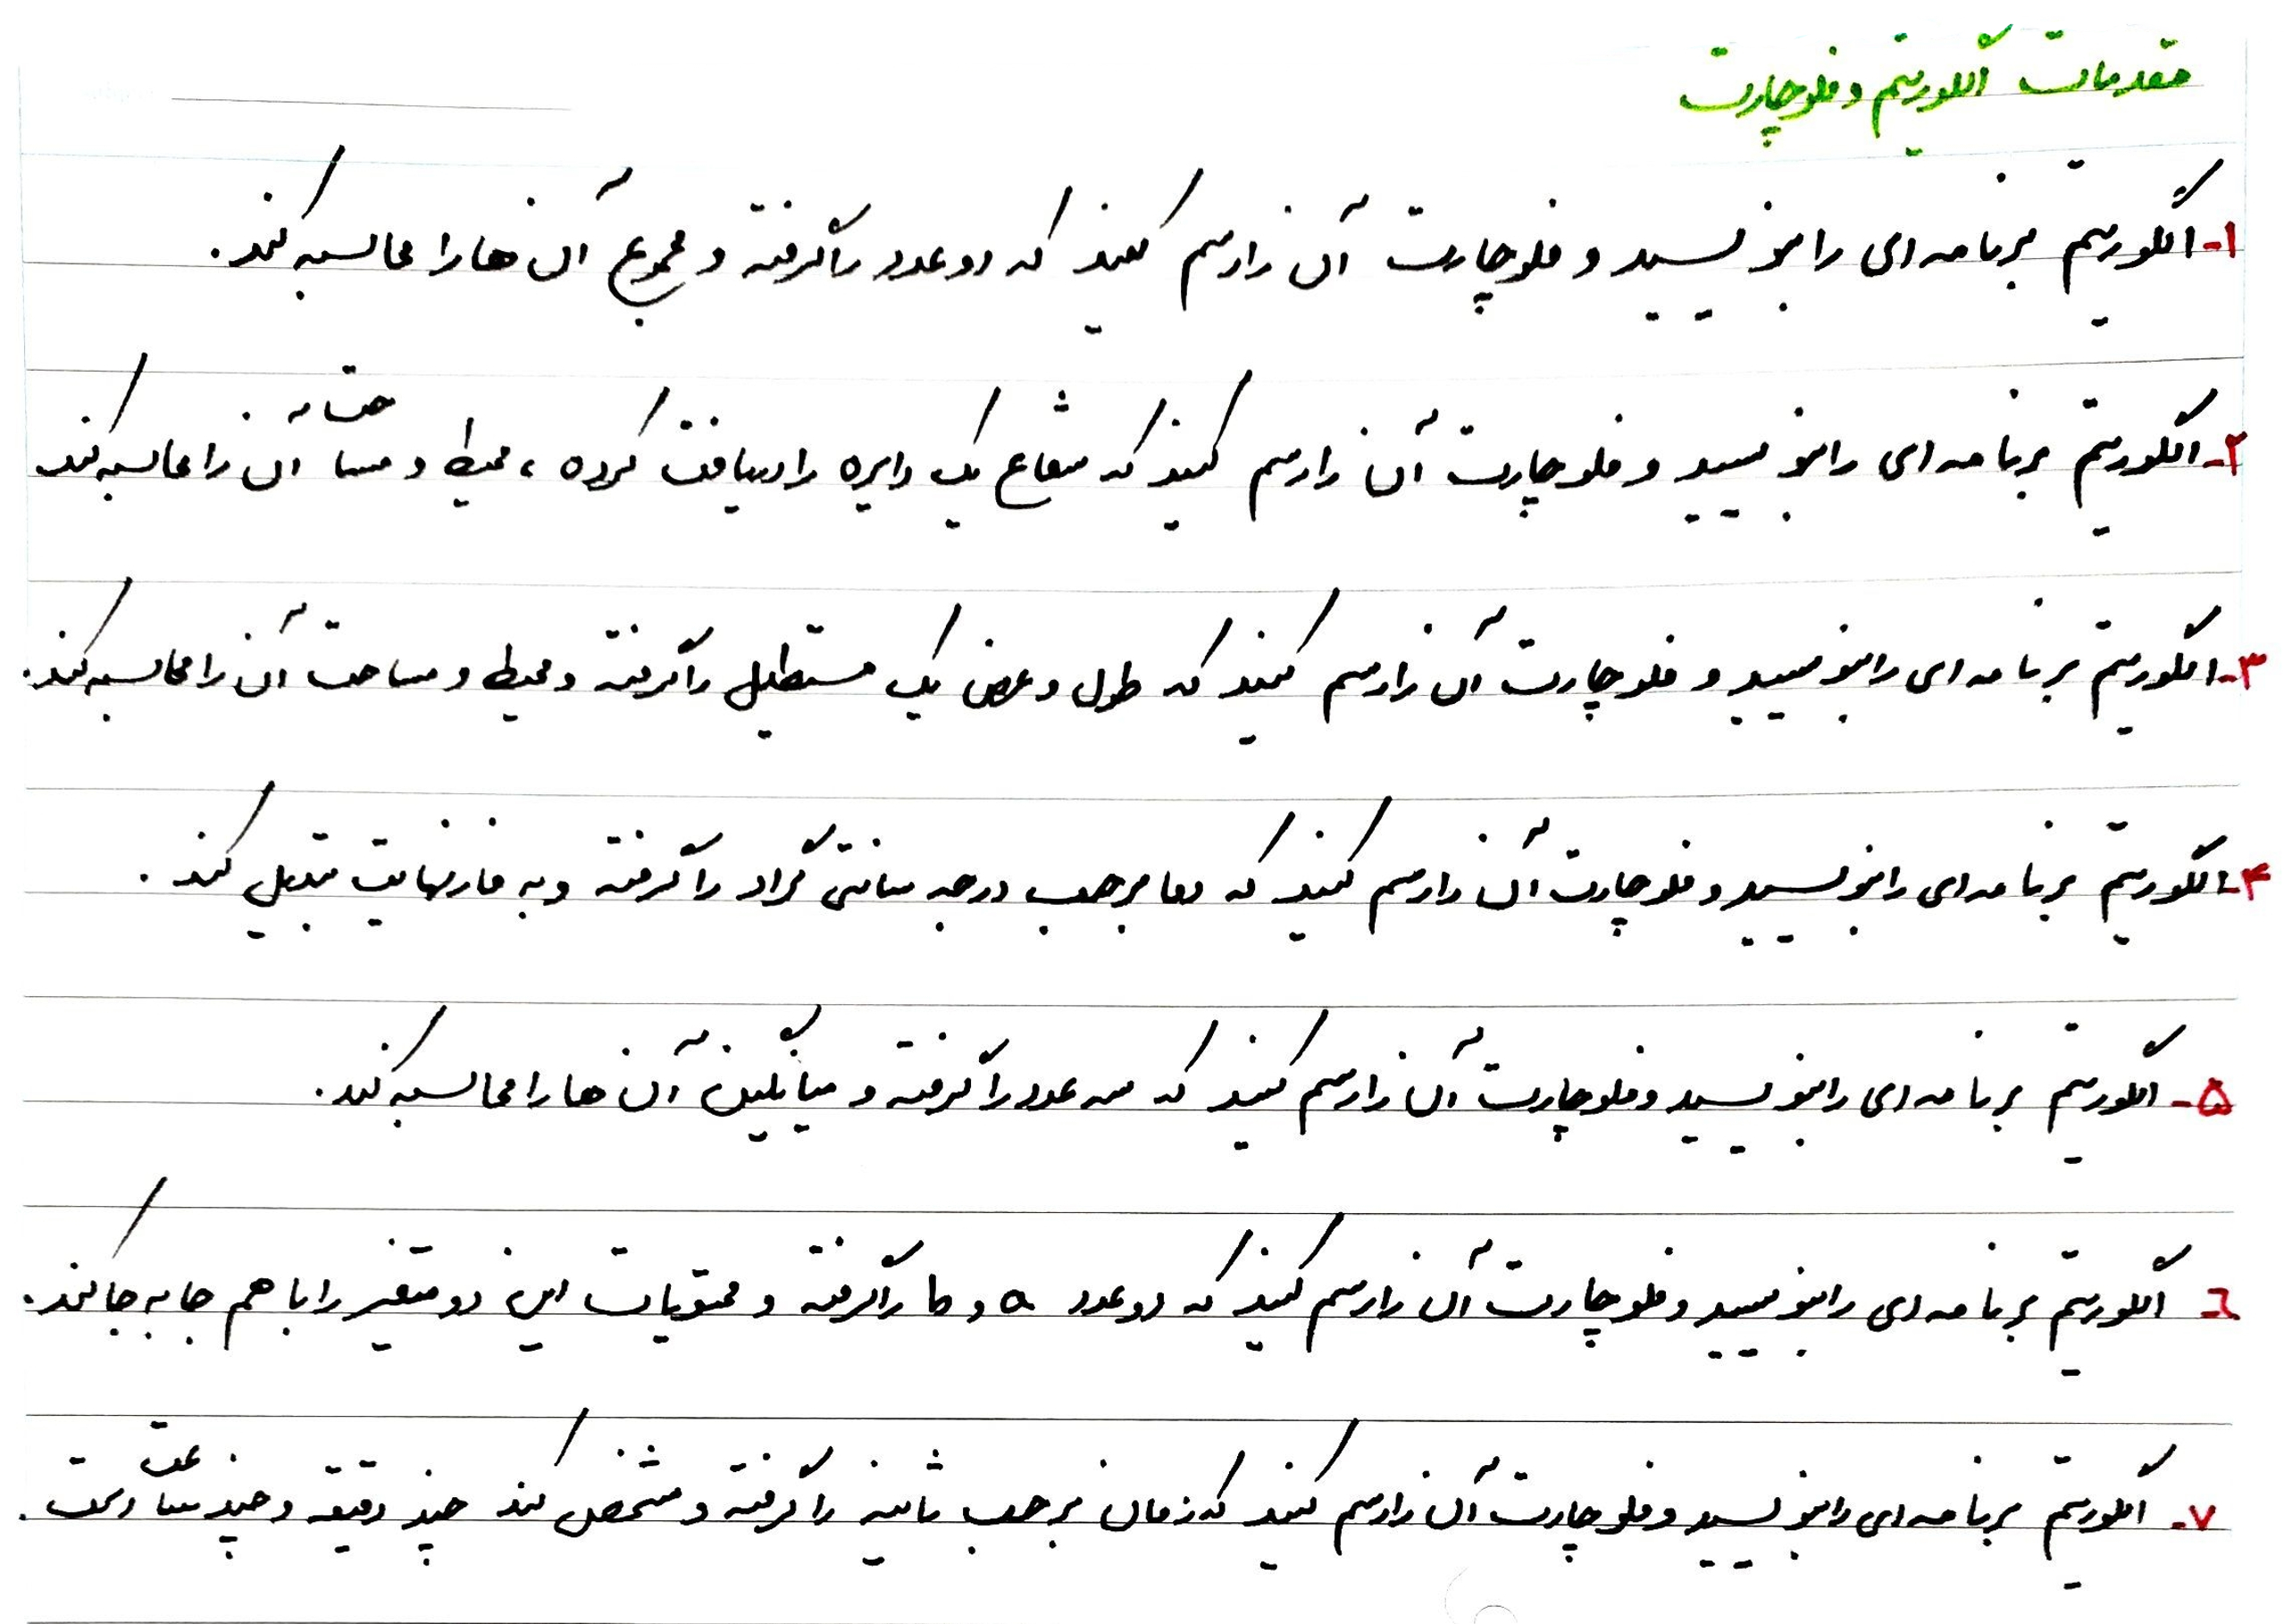 مقدمات الگوریتم و فلوچارت
۱- الگوریتم برنامه ای را بنویسید و فلوچارت آن را رسم کنید که دو عدد را گرفته و مجموع آن ها را محاسبه کند.
۲- الگوریتم برنامه ای را بنویسید و فلوچارت آن را رسم کنید که شعاع یک دایره را دریافت کرده ، محیط و مساحت آن را محاسبه کند
۳- الگوریتم برنامه ای را بنویسید و فلوچارت آن را رسم کنید که طول و عرض یک مستطیل را گرفته و محیط و مساحت آن را محاسبه کند.
۴- الگوریتم برنامه ای را بنویسید و فلوچارت آن را رسم کنید که دما برحسب درجه سانتی گراد را گرفته و به فارنهایت تبدیل کند.
۵- الگوریتم برنامه ای را بنویسید و فلوچارت آن را رسم کنید که سه عدد را گرفته و میانگین آن ها را محاسبه کند.
۶- الگوریتم برنامه ای را بنویسید و فلوچارت آن را رسم کنید که دو عدد a و b را گرفته و محتویات این دو متغیر را با هم جا به جا کند.
۷- الگوریتم برنامه ای را بنویسید و فلوچارت آن را رسم کنید که زمان برحسب ثانیه را گرفته و مشخص کند چند دقیقه و چند ساعت است.